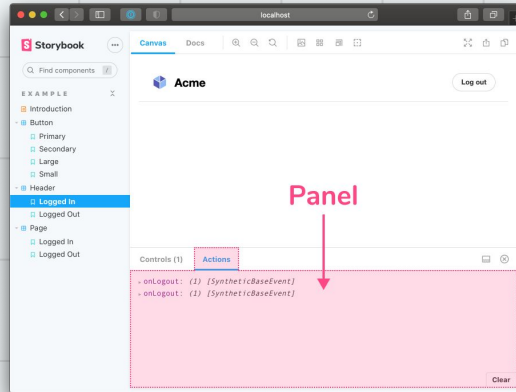 localhost
Storybook
Canvas Docs
Find components /
Acme
Log out
EXAMPLE
Introduction
Button
Primary
Secondary
Large
Small
Header
Logged In
Logged Out
Page
Logged In
Logged Out
Panel
Controls (1) Actions
onLogout: (1) [SyntheticBaseEvent]
onLogout: (1) [SyntheticBaseEvent]
Clear